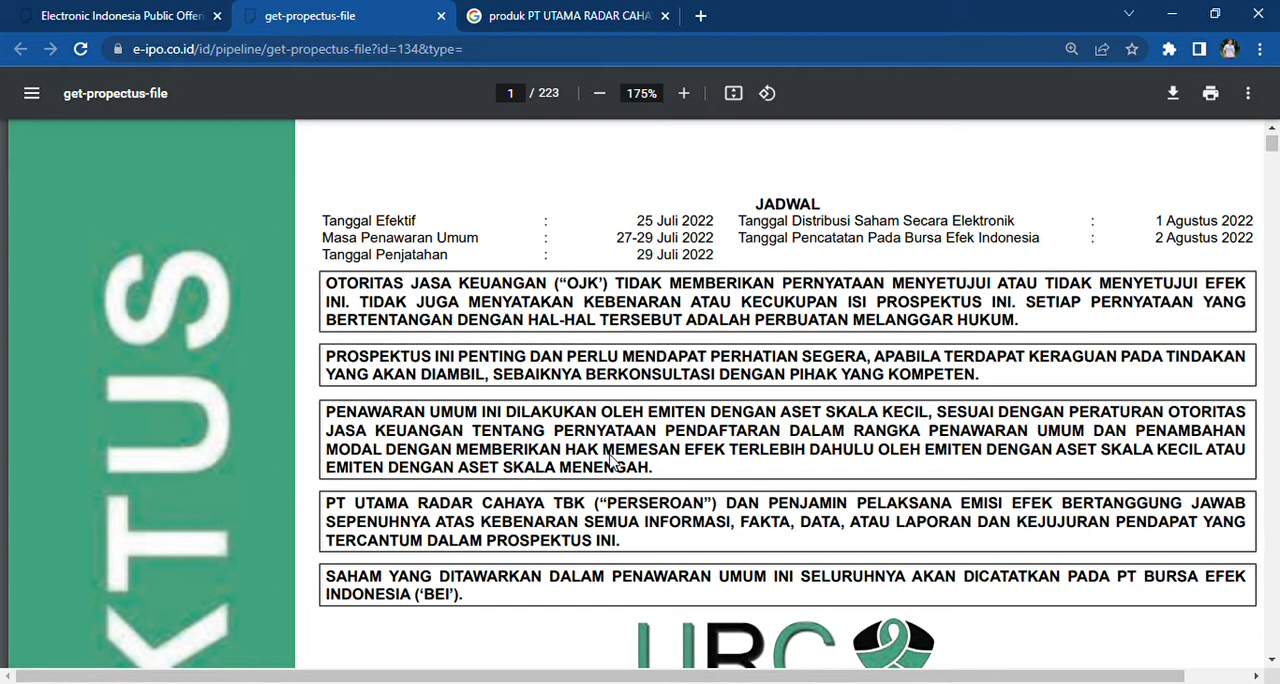 Electronic Indonesia Public Offeri
get-propectus-file
produk PT UTAMA RADAR CAHA
e-ipo.co.id/id/pipeline/get-propectus-file?id=134&type=
get-propectus-file
1 / 223
175%
JADWAL
Tanggal Efektif : 25 Juli 2022 Tanggal Distribusi Saham Secara Elektronik : 1 Agustus 2022
Masa Penawaran Umum : 27-29 Juli 2022 Tanggal Pencatatan Pada Bursa Efek Indonesia : 2 Agustus 2022
Tanggal Penjatahan : 29 Juli 2022
OTORITAS JASA KEUANGAN (“OJK’) TIDAK MEMBERIKAN PERNYATAAN MENYETUJUI ATAU TIDAK MENYETUJUI EFEK
INI. TIDAK JUGA MENYATAKAN KEBENARAN ATAU KECUKUPAN ISI PROSPEKTUS INI. SETIAP PERNYATAAN YANG
BERTENTANGAN DENGAN HAL-HAL TERSEBUT ADALAH PERBUATAN MELANGGAR HUKUM.
PROSPEKTUS INI PENTING DAN PERLU MENDAPAT PERHATIAN SEGERA, APABILA TERDAPAT KERAGUAN PADA TINDAKAN
YANG AKAN DIAMBIL, SEBAIKNYA BERKONSULTASI DENGAN PIHAK YANG KOMPETEN.
PENAWARAN UMUM INI DILAKUKAN OLEH EMITEN DENGAN ASET SKALA KECIL, SESUAI DENGAN PERATURAN OTORITAS
JASA KEUANGAN TENTANG PERNYATAAN PENDAFTARAN DALAM RANGKA PENAWARAN UMUM DAN PENAMBAHAN
MODAL DENGAN MEMBERIKAN HAK MEMESAN EFEK TERLEBIH DAHULU OLEH EMITEN DENGAN ASET SKALA KECIL ATAU
EMITEN DENGAN ASET SKALA MENENGAH.
PT UTAMA RADAR CAHAYA TBK (“PERSEROAN”) DAN PENJAMIN PELAKSANA EMISI EFEK BERTANGGUNG JAWAB
SEPENUHNYA ATAS KEBENARAN SEMUA INFORMASI, FAKTA, DATA, ATAU LAPORAN DAN KEJUJURAN PENDAPAT YANG
TERCANTUM DALAM PROSPEKTUS INI.
SAHAM YANG DITAWARKAN DALAM PENAWARAN UMUM INI SELURUHNYA AKAN DICATATKAN PADA PT BURSA EFEK
INDONESIA (‘BEI’).
URC
KTUS